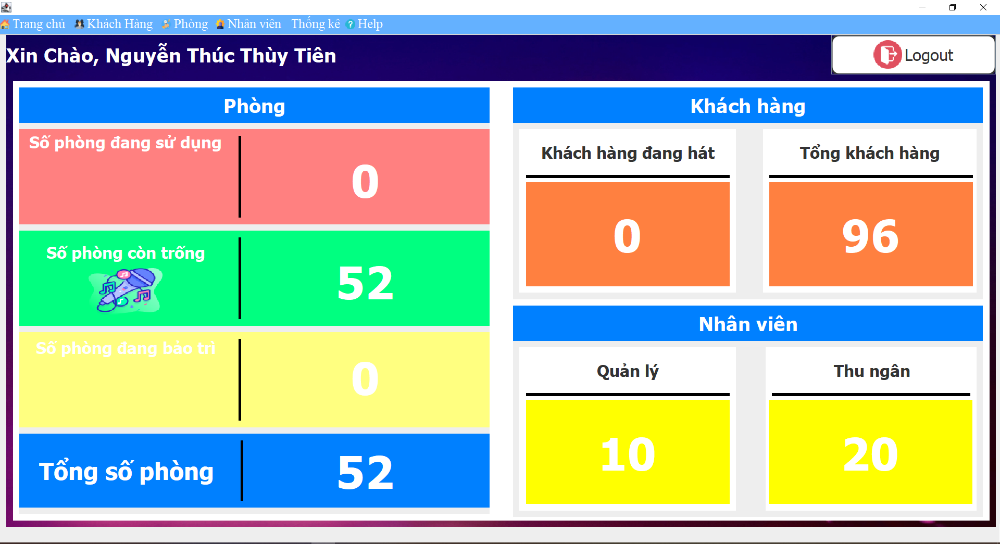 Trang chủ Khách Hàng Phòng Nhân viên Thống kê Help
Xin Chào, Nguyễn Thúc Thùy Tiên
Logout
Phòng
Số phòng đang sử dụng
0
Số phòng còn trống
52
Số phòng đang bảo trì
0
Tổng số phòng
52
Khách hàng
Khách hàng đang hát
0
Tổng khách hàng
96
Nhân viên
Quản lý
10
Thu ngân
20